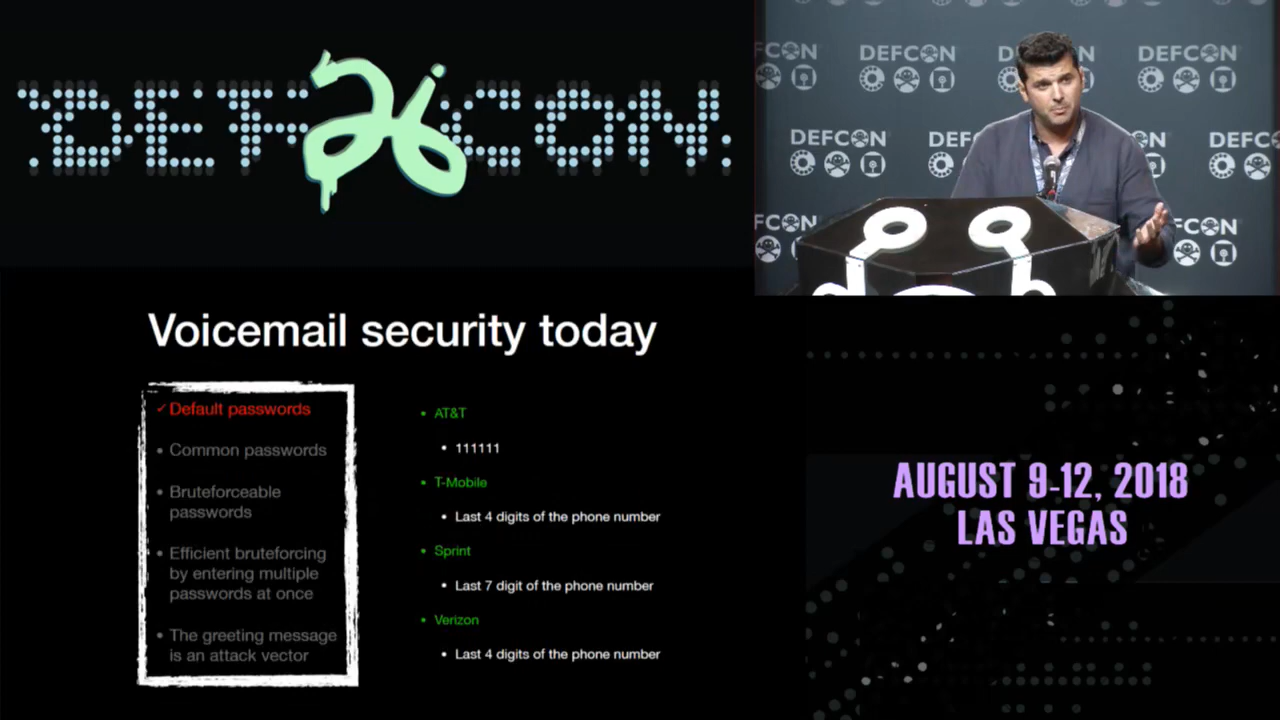 DEFCON
26
DEFCON DEFCON DEFCON
DEFCON DEFCON DEFCON DEFCON
Voicemail security today
✓ Default passwords
• Common passwords
• Bruteforceable
passwords
• Efficient bruteforcing
by entering multiple
passwords at once
• The greeting message
is an attack vector
• AT&T
• 111111
• T-Mobile
• Last 4 digits of the phone number
• Sprint
• Last 7 digit of the phone number
• Verizon
• Last 4 digits of the phone number
AUGUST 9-12, 2018
LAS VEGAS